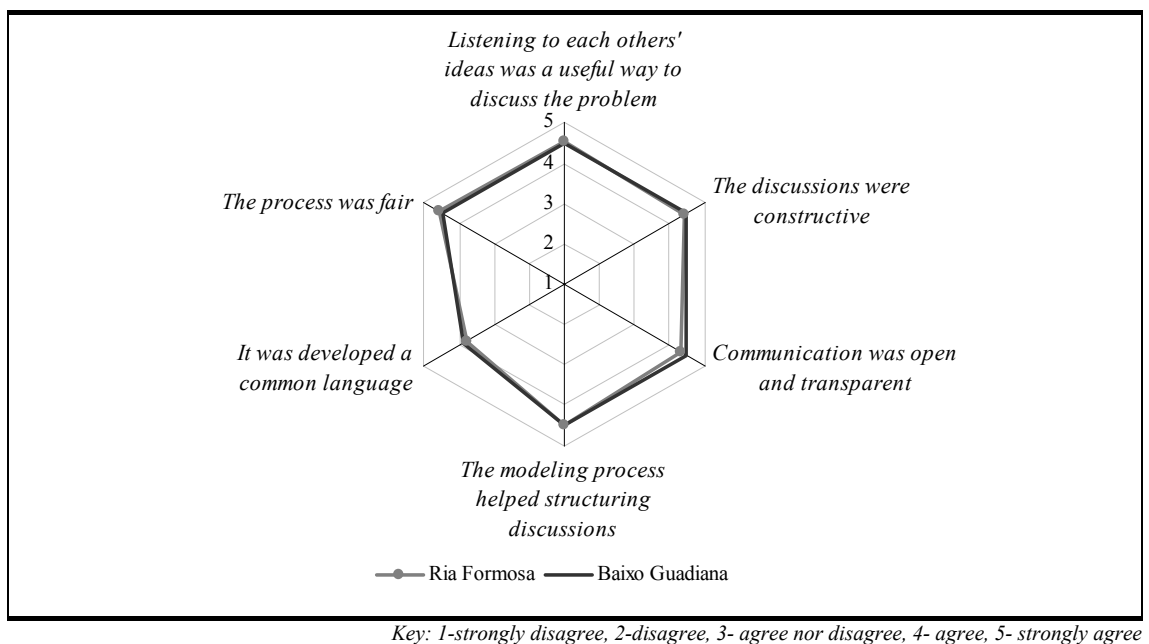 Listening to each others'
ideas was a useful way to
discuss the problem
5
4
3
2
1
The process was fair
The discussions were
constructive
It was developed a
common language
Communication was open
and transparent
The modeling process
helped structuring
discussions
Ria Formosa
Baixo Guadiana
Key: 1-strongly disagree, 2-disagree, 3- agree nor disagree, 4- agree, 5- strongly agree